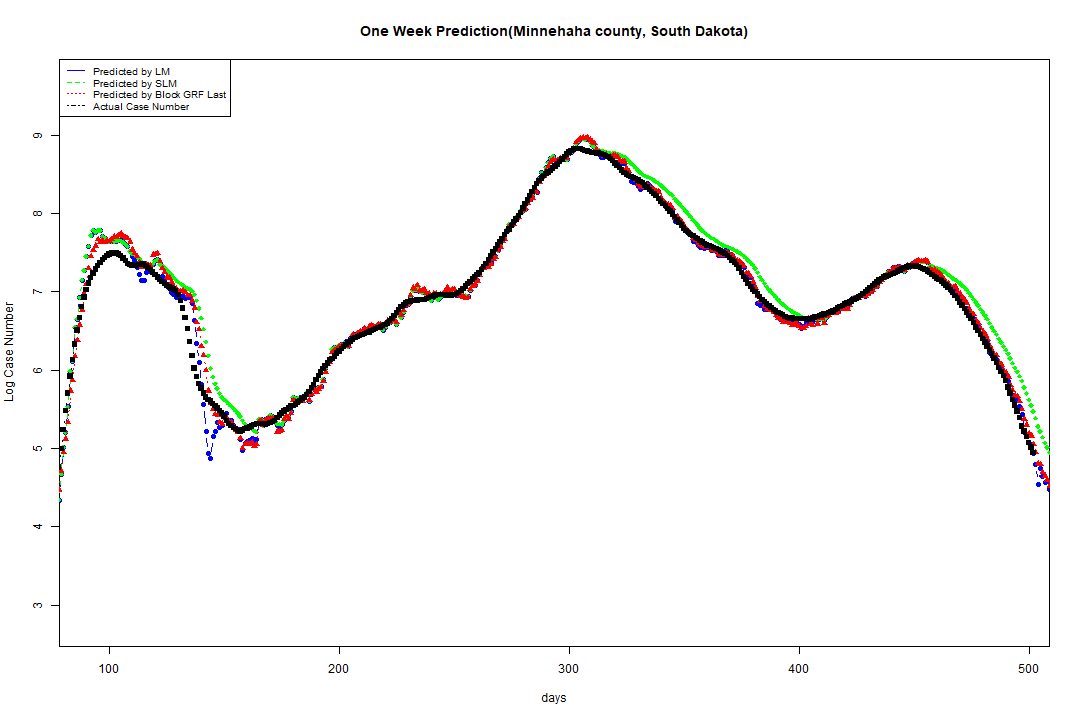 One Week Prediction(Minnehaha county, South Dakota)
Predicted by LM
Predicted by SLM
Predicted by Block GRF Last
Actual Case Number
Log Case Number
9
8
7
6
5
4
3
100 200 300 400 500
days